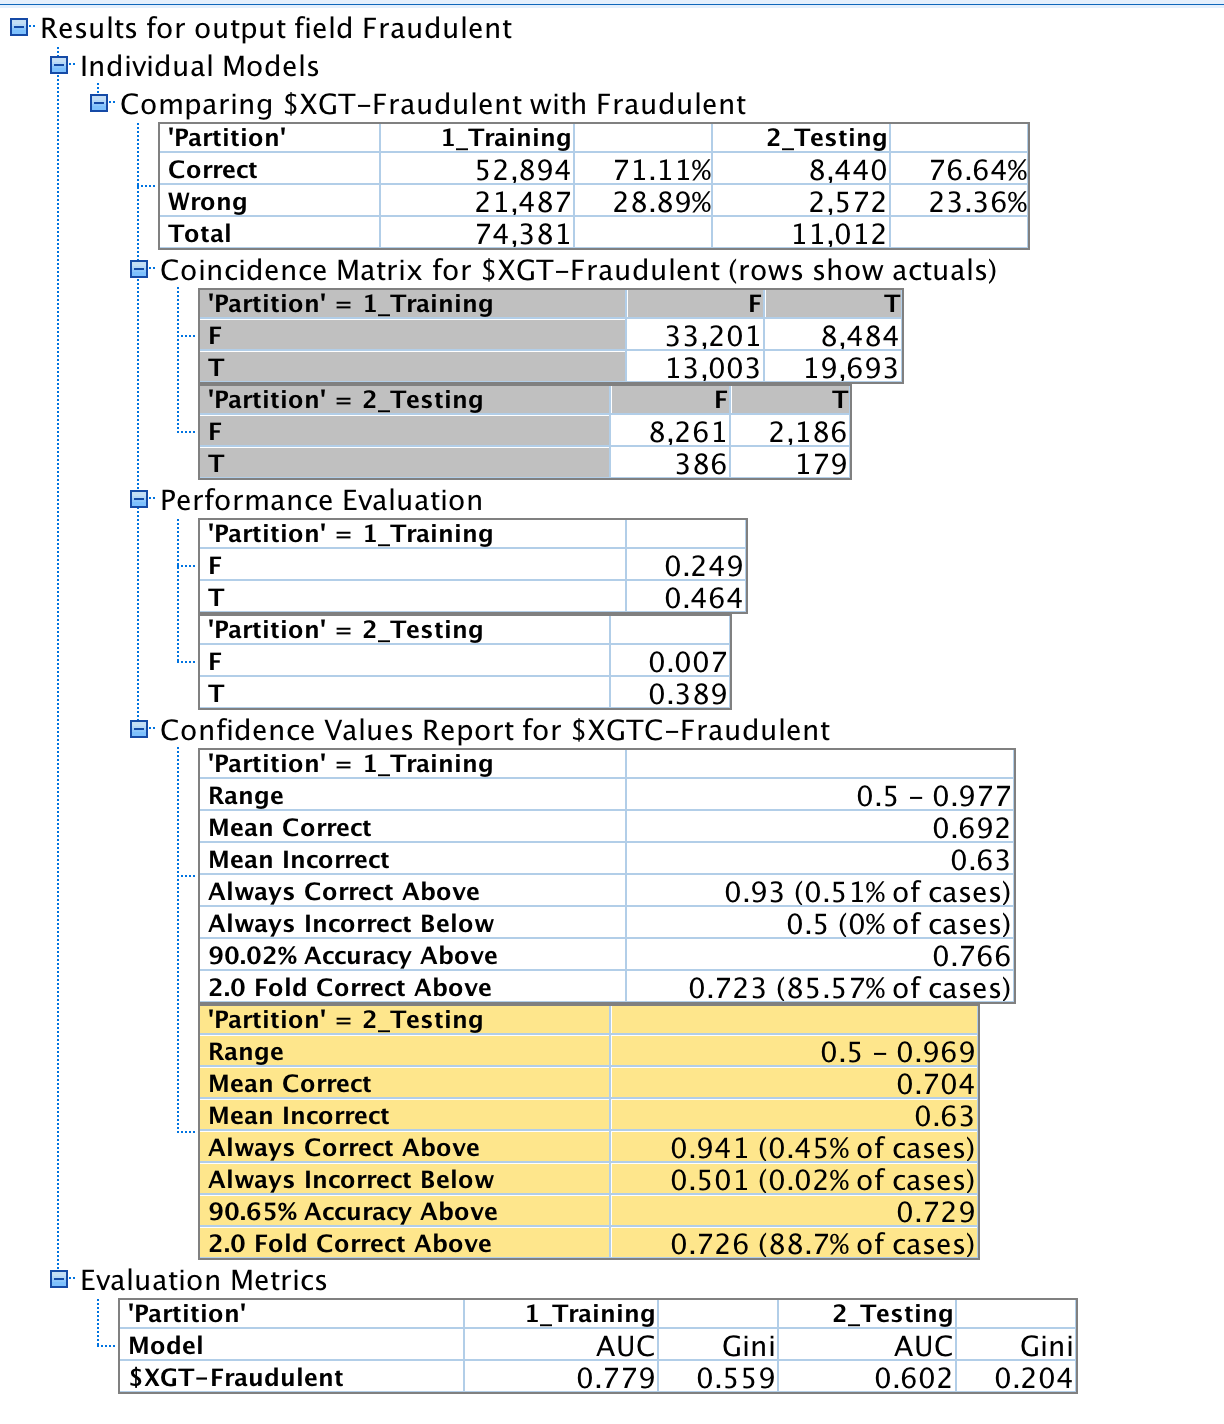 Results for output field Fraudulent
Individual Models
Comparing $XGT-Fraudulent with Fraudulent
'Partition' 1_Training 2_Testing
Correct 52,894 71.11% 8,440 76.64%
Wrong 21,487 28.89% 2,572 23.36%
Total 74,381 11,012
Coincidence Matrix for $XGT-Fraudulent (rows show actuals)
'Partition' = 1_Training F T
F 33,201 8,484
T 13,003 19,693
'Partition' = 2_Testing F T
F 8,261 2,186
T 386 179
Performance Evaluation
'Partition' = 1_Training
F 0.249
T 0.464
'Partition' = 2_Testing
F 0.007
T 0.389
Confidence Values Report for $XGTC-Fraudulent
'Partition' = 1_Training
Range 0.5 - 0.977
Mean Correct 0.692
Mean Incorrect 0.63
Always Correct Above 0.93 (0.51% of cases)
Always Incorrect Below 0.5 (0% of cases)
90.02% Accuracy Above 0.766
2.0 Fold Correct Above 0.723 (85.57% of cases)
'Partition' = 2_Testing
Range 0.5 - 0.969
Mean Correct 0.704
Mean Incorrect 0.63
Always Correct Above 0.941 (0.45% of cases)
Always Incorrect Below 0.501 (0.02% of cases)
90.65% Accuracy Above 0.729
2.0 Fold Correct Above 0.726 (88.7% of cases)
Evaluation Metrics
'Partition' 1_Training 2_Testing
Model AUC Gini AUC Gini
$XGT-Fraudulent 0.779 0.559 0.602 0.204